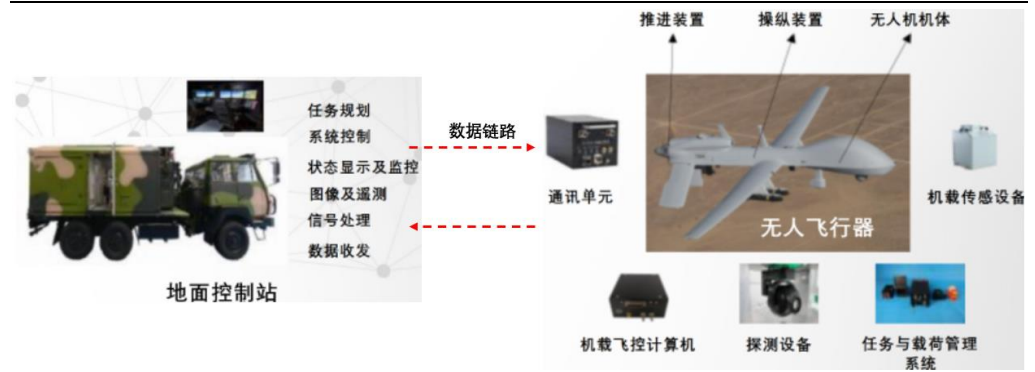 推进装置
操纵装置
无人机机体
任务规划
系统控制
状态显示及监控
图像及遥测
信号处理
数据收发
地面控制站
数据链路
通讯单元
无人飞行器
机载传感设备
机载飞控计算机
探测设备
任务与载荷管理
系统